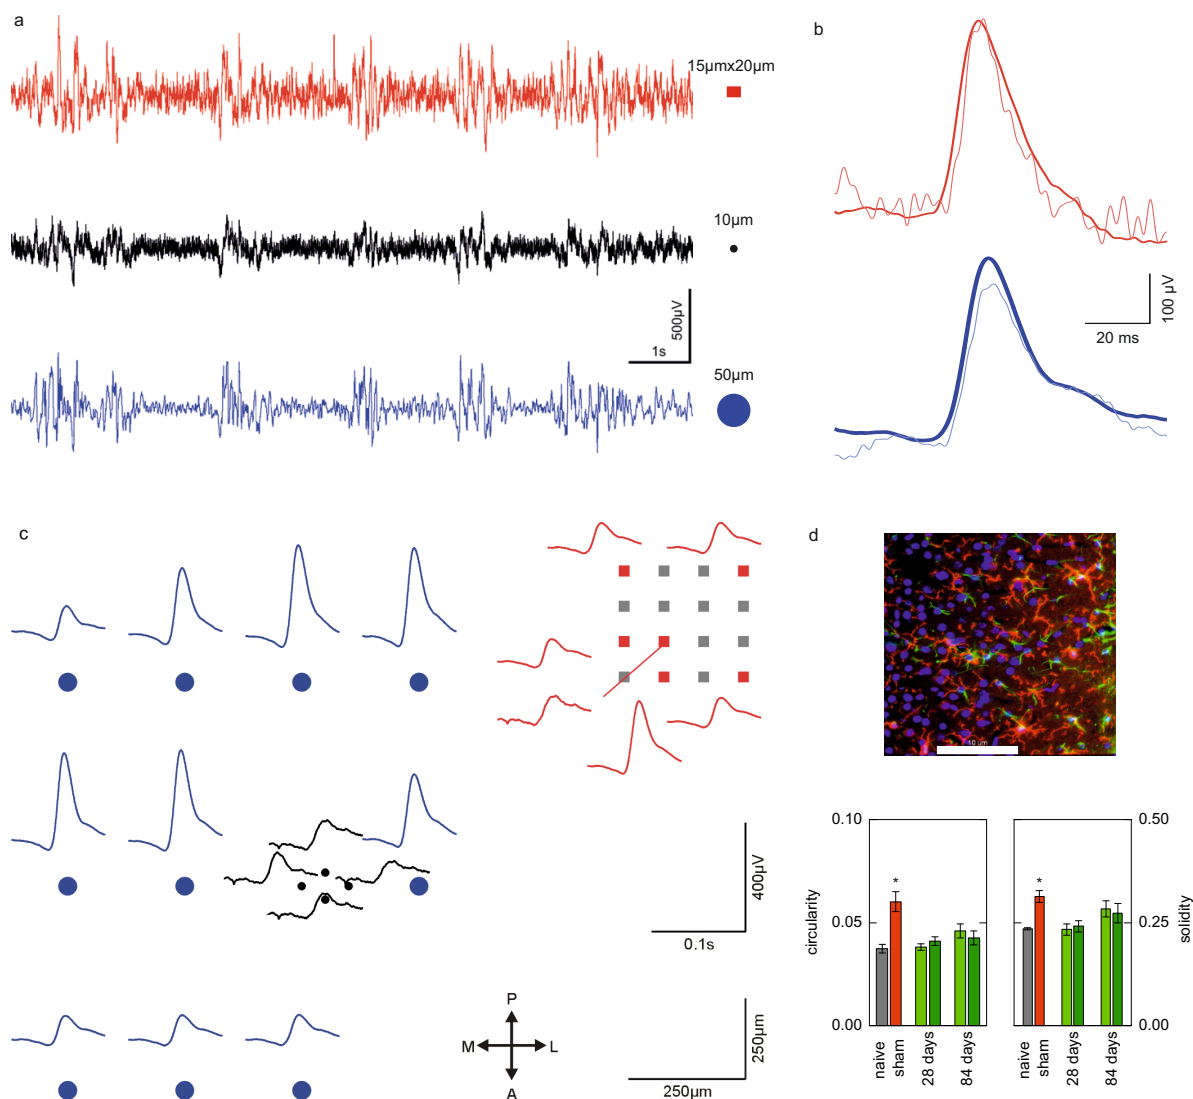 a
15µmx20µm
10µm
500µV
1s
50µm
b
100 µV
20 ms
c
400µV
0.1s
P
M
L
A
250µm
250µm
d
10 µm
0.10
0.50
*
*
circularity
0.05
0.25
solidity
0.00
0.00
naive
sham
28 days
84 days
naive
sham
28 days
84 days